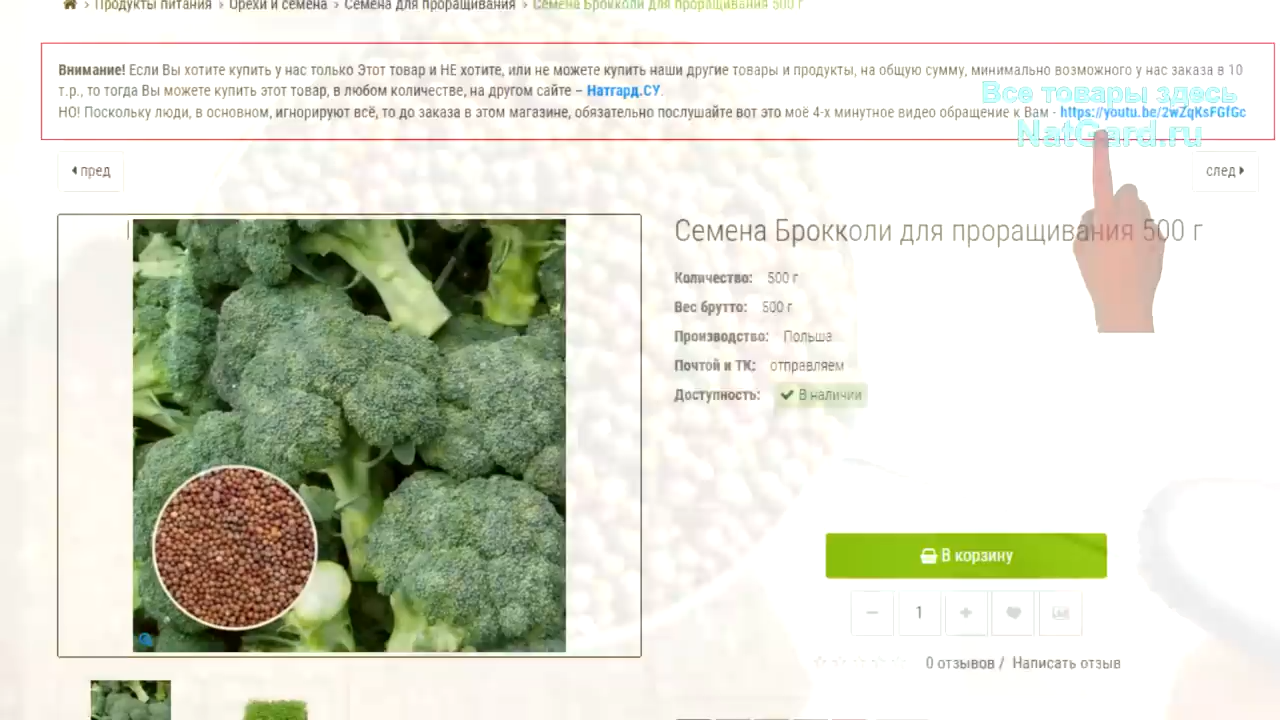 › Продукты питания › Орехи и семена › Семена для проращивания › Семена Брокколи для проращивания 500 г
Внимание! Если Вы хотите купить у нас только Этот товар и НЕ хотите, или не можете купить наши другие товары и продукты, на общую сумму, минимально возможного у нас заказа в 10
т.р., то тогда Вы можете купить этот товар, в любом количестве, на другом сайте – Натгард.СУ.
НО! Поскольку люди, в основном, игнорируют всё, то до заказа в этом магазине, обязательно послушайте вот это моё 4-х минутное видео обращение к Вам - https://youtu.be/2wZqKsFGfGc
Все товары здесь
NatGard.ru
пред
след
Семена Брокколи для проращивания 500 г
Количество: 500 г
Вес брутто: 500 г
Производство: Польша
Почтой и ТК: отправляем
Доступность: В наличии
В корзину
1
0 отзывов / Написать отзыв